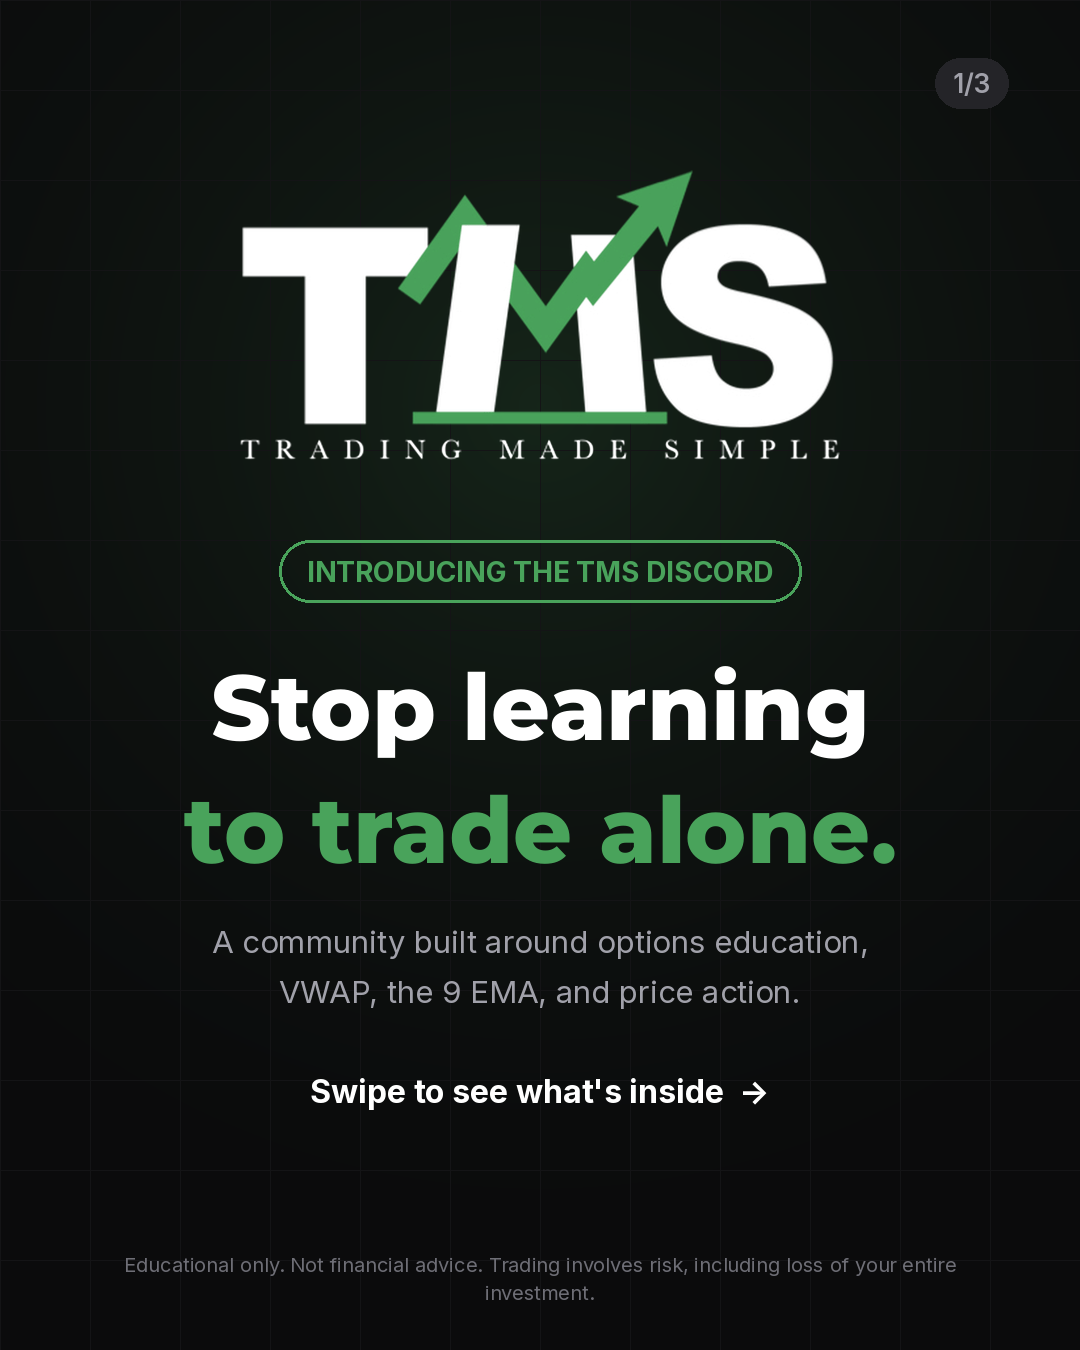 1/3
TMS
TRADING MADE SIMPLE
INTRODUCING THE TMS DISCORD
Stop learning
to trade alone.
A community built around options education,
VWAP, the 9 EMA, and price action.
Swipe to see what's inside →
Educational only. Not financial advice. Trading involves risk, including loss of your entire
investment.